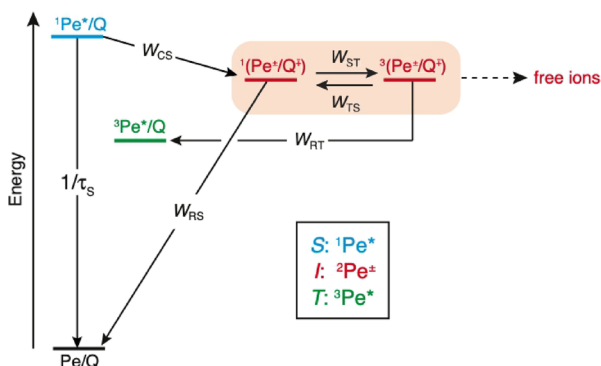 ¹Pe*/Q
W_CS
¹(Pe±/Q∓)
W_ST
W_TS
³(Pe±/Q∓)
free ions
³Pe*/Q
W_RT
Energy
1/τ_S
W_RS
S: ¹Pe*
I: ²Pe±
T: ³Pe*
Pe/Q